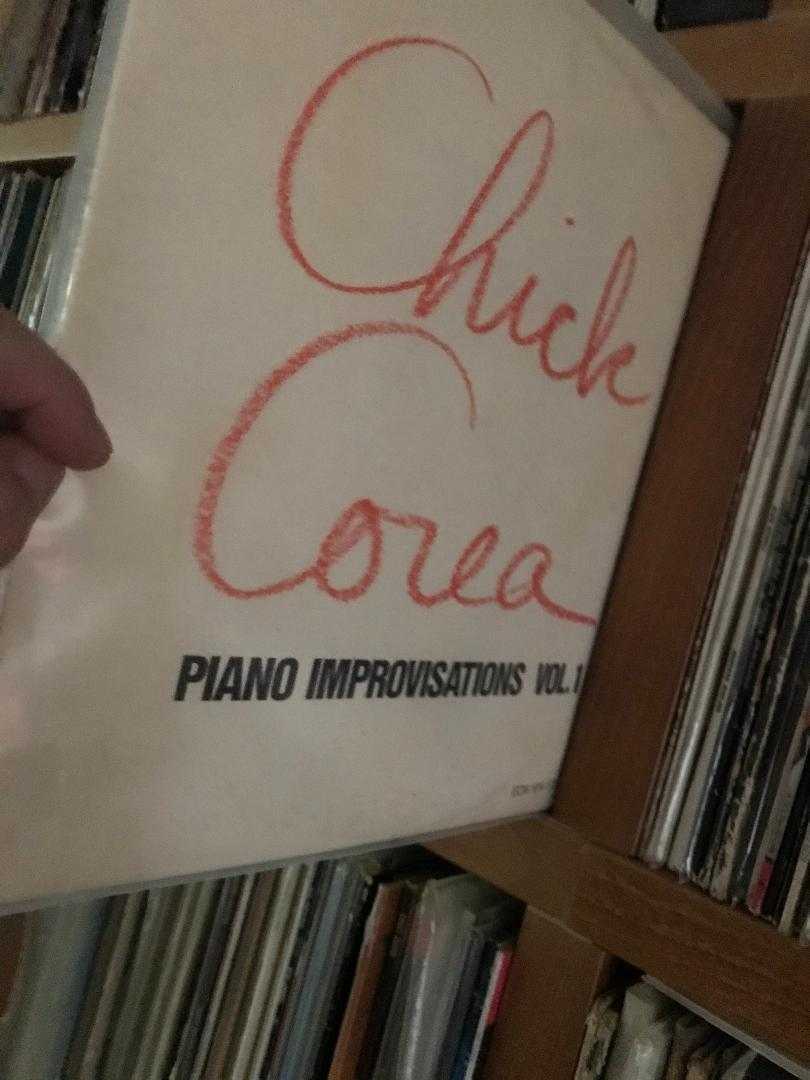 Chick
Corea
PIANO IMPROVISATIONS VOL.1